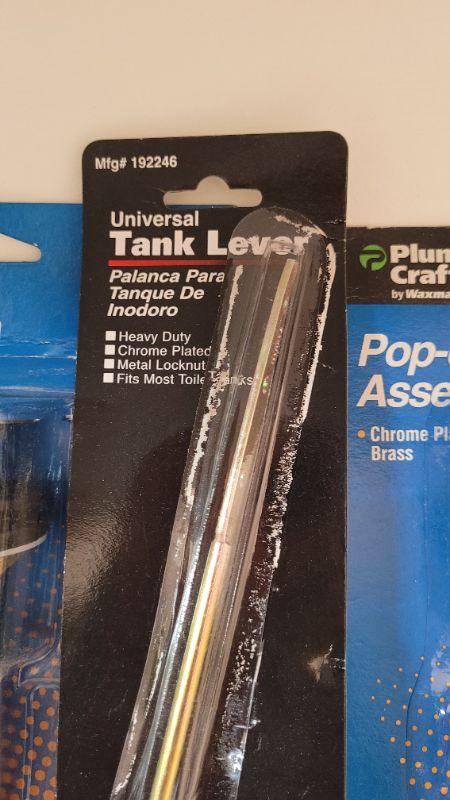 Mfg# 192246
Universal
Tank Lever
Palanca Para
Tanque De
Inodoro
Heavy Duty
Chrome Plated
Metal Locknut
Fits Most Toilet Tanks
Plum
Craf
by Waxma
Pop-
Asse
• Chrome Pl
Brass